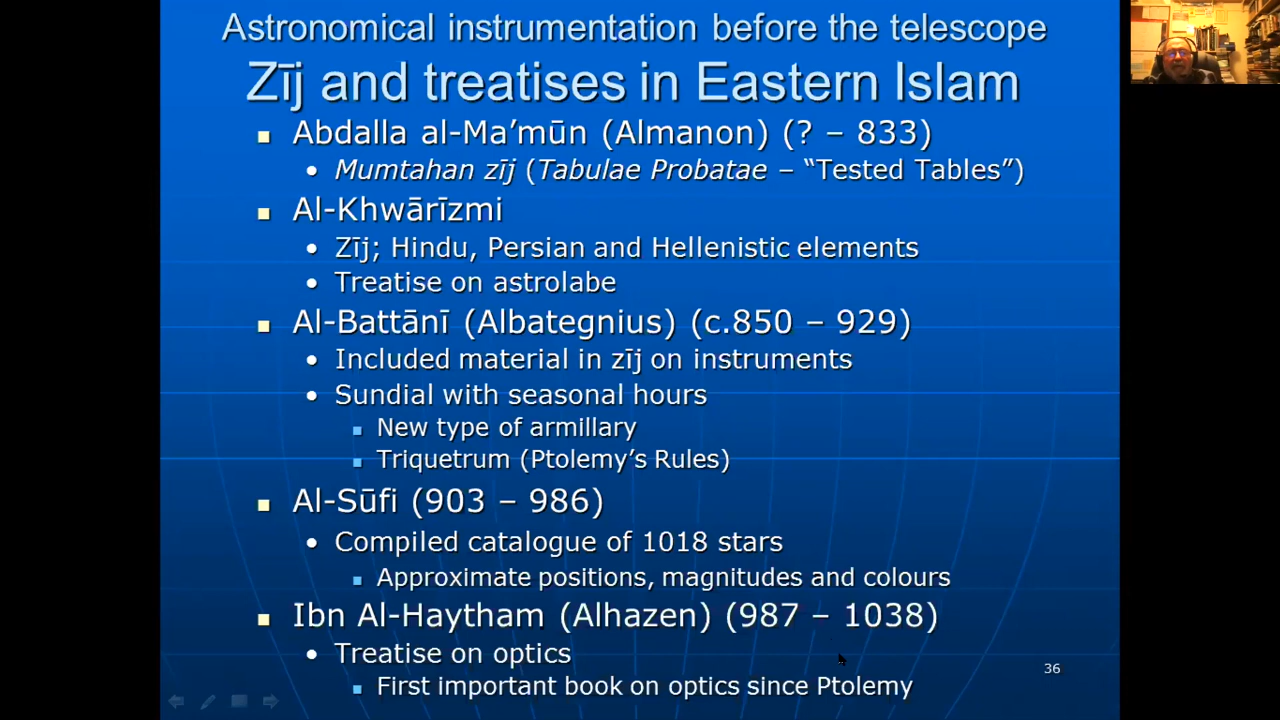 Astronomical instrumentation before the telescope
Zīj and treatises in Eastern Islam
Abdalla al-Ma’mūn (Almanon) (? – 833)
Mumtahan zīj (Tabulae Probatae – “Tested Tables”)
Al-Khwārīzmi
Zīj; Hindu, Persian and Hellenistic elements
Treatise on astrolabe
Al-Battānī (Albategnius) (c.850 – 929)
Included material in zīj on instruments
Sundial with seasonal hours
New type of armillary
Triquetrum (Ptolemy’s Rules)
Al-Sūfi (903 – 986)
Compiled catalogue of 1018 stars
Approximate positions, magnitudes and colours
Ibn Al-Haytham (Alhazen) (987 – 1038)
Treatise on optics
First important book on optics since Ptolemy
36